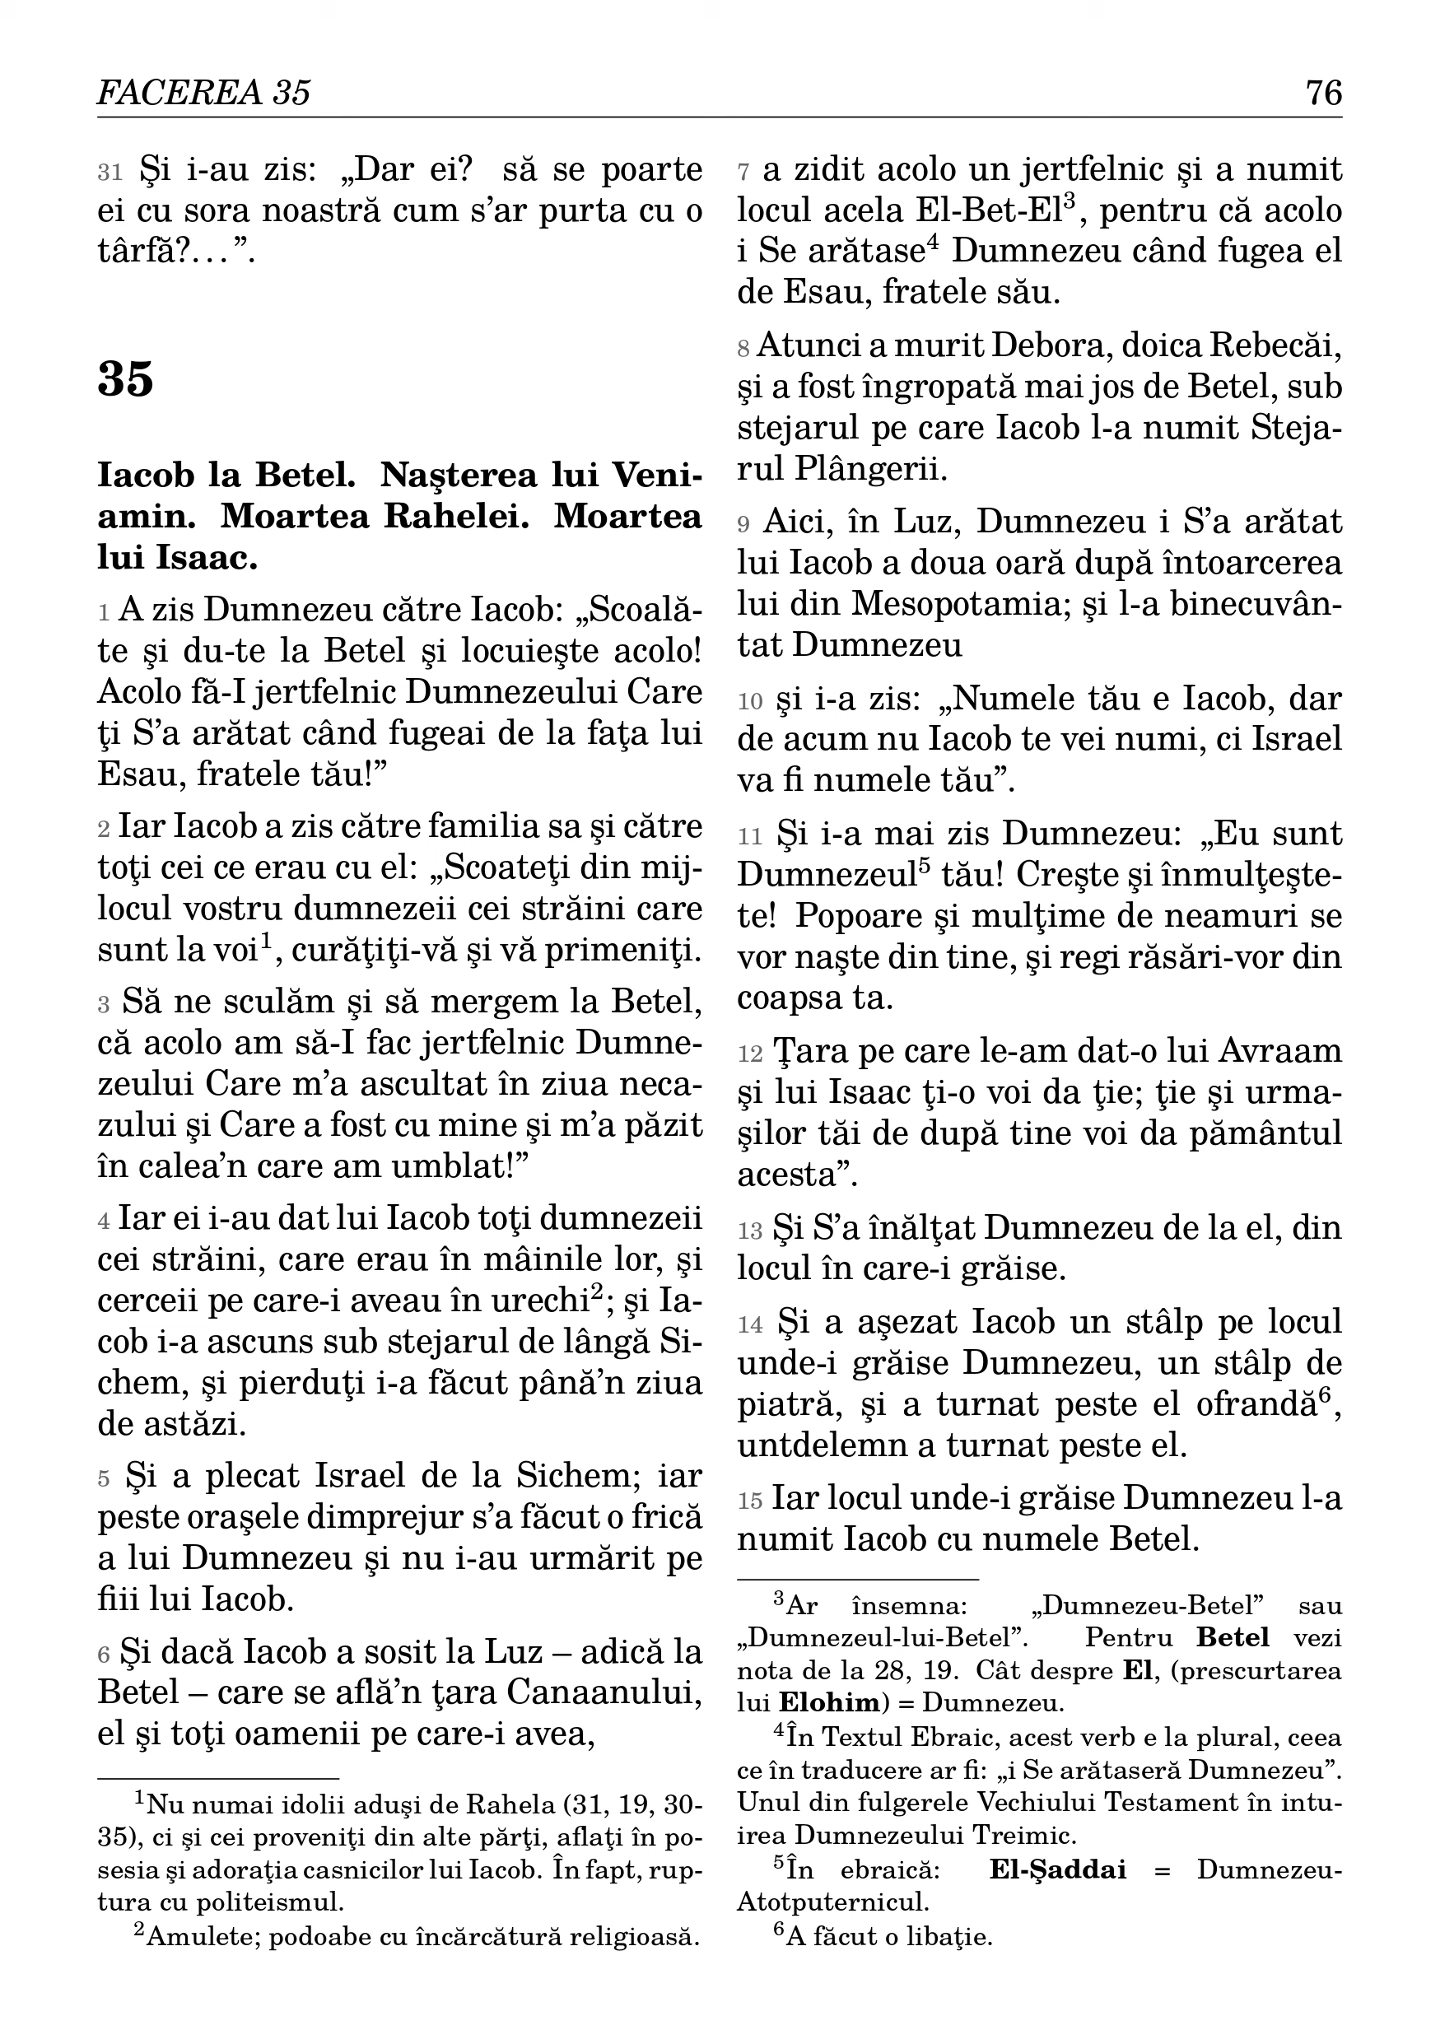 FACEREA 35
76
31 Şi i-au zis: „Dar ei? să se poarte
ei cu sora noastră cum s’ar purta cu o
târfă?…”.
35
Iacob la Betel. Naşterea lui Veni-
amin. Moartea Rahelei. Moartea
lui Isaac.
1 A zis Dumnezeu către Iacob: „Scoală-
te şi du-te la Betel şi locuieşte acolo!
Acolo fă-I jertfelnic Dumnezeului Care
ţi S’a arătat când fugeai de la faţa lui
Esau, fratele tău!”
2 Iar Iacob a zis către familia sa şi către
toţi cei ce erau cu el: „Scoateţi din mij-
locul vostru dumnezeii cei străini care
sunt la voi¹, curăţiţi-vă şi vă primeniţi.
3 Să ne sculăm şi să mergem la Betel,
că acolo am să-I fac jertfelnic Dumne-
zeului Care m’a ascultat în ziua neca-
zului şi Care a fost cu mine şi m’a păzit
în calea’n care am umblat!”
4 Iar ei i-au dat lui Iacob toţi dumnezeii
cei străini, care erau în mâinile lor, şi
cerceii pe care-i aveau în urechi²; şi Ia-
cob i-a ascuns sub stejarul de lângă Si-
chem, şi pierduţi i-a făcut până’n ziua
de astăzi.
5 Şi a plecat Israel de la Sichem; iar
peste oraşele dimprejur s’a făcut o frică
a lui Dumnezeu şi nu i-au urmărit pe
fiii lui Iacob.
6 Şi dacă Iacob a sosit la Luz – adică la
Betel – care se află’n ţara Canaanului,
el şi toţi oamenii pe care-i avea,
¹Nu numai idolii aduşi de Rahela (31, 19, 30-
35), ci şi cei proveniţi din alte părţi, aflaţi în po-
sesia şi adoraţia casnicilor lui Iacob. În fapt, rup-
tura cu politeismul.
²Amulete; podoabe cu încărcătură religioasă.
7 a zidit acolo un jertfelnic şi a numit
locul acela El-Bet-El³, pentru că acolo
i Se arătase⁴ Dumnezeu când fugea el
de Esau, fratele său.
8 Atunci a murit Debora, doica Rebecăi,
şi a fost îngropată mai jos de Betel, sub
stejarul pe care Iacob l-a numit Steja-
rul Plângerii.
9 Aici, în Luz, Dumnezeu i S’a arătat
lui Iacob a doua oară după întoarcerea
lui din Mesopotamia; şi l-a binecuvân-
tat Dumnezeu
10 şi i-a zis: „Numele tău e Iacob, dar
de acum nu Iacob te vei numi, ci Israel
va fi numele tău”.
11 Şi i-a mai zis Dumnezeu: „Eu sunt
Dumnezeul⁵ tău! Creşte şi înmulţeşte-
te! Popoare şi mulţime de neamuri se
vor naşte din tine, şi regi răsări-vor din
coapsa ta.
12 Ţara pe care le-am dat-o lui Avraam
şi lui Isaac ţi-o voi da ţie; ţie şi urma-
şilor tăi de după tine voi da pământul
acesta”.
13 Şi S’a înălţat Dumnezeu de la el, din
locul în care-i grăise.
14 Şi a aşezat Iacob un stâlp pe locul
unde-i grăise Dumnezeu, un stâlp de
piatră, şi a turnat peste el ofrandă⁶,
untdelemn a turnat peste el.
15 Iar locul unde-i grăise Dumnezeu l-a
numit Iacob cu numele Betel.
³Ar însemna: „Dumnezeu-Betel” sau
„Dumnezeul-lui-Betel”. Pentru Betel vezi
nota de la 28, 19. Cât despre El, (prescurtarea
lui Elohim) = Dumnezeu.
⁴În Textul Ebraic, acest verb e la plural, ceea
ce în traducere ar fi: „i Se arătaseră Dumnezeu”.
Unul din fulgerele Vechiului Testament în intu-
irea Dumnezeului Treimic.
⁵În ebraică: El-Şaddai = Dumnezeu-
Atotputernicul.
⁶A făcut o libaţie.